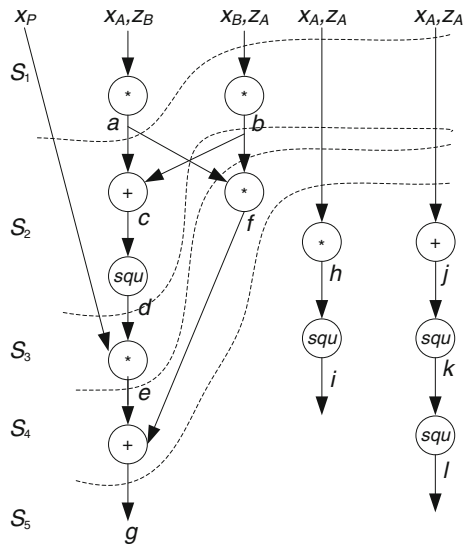 x_P x_A,z_B x_B,z_A x_A,z_A x_A,z_A
S_1
* *
a b
+ *
c f
S_2
* +
h j
squ
d
squ squ
S_3
*
i k
e
S_4
+ squ
l
S_5
g